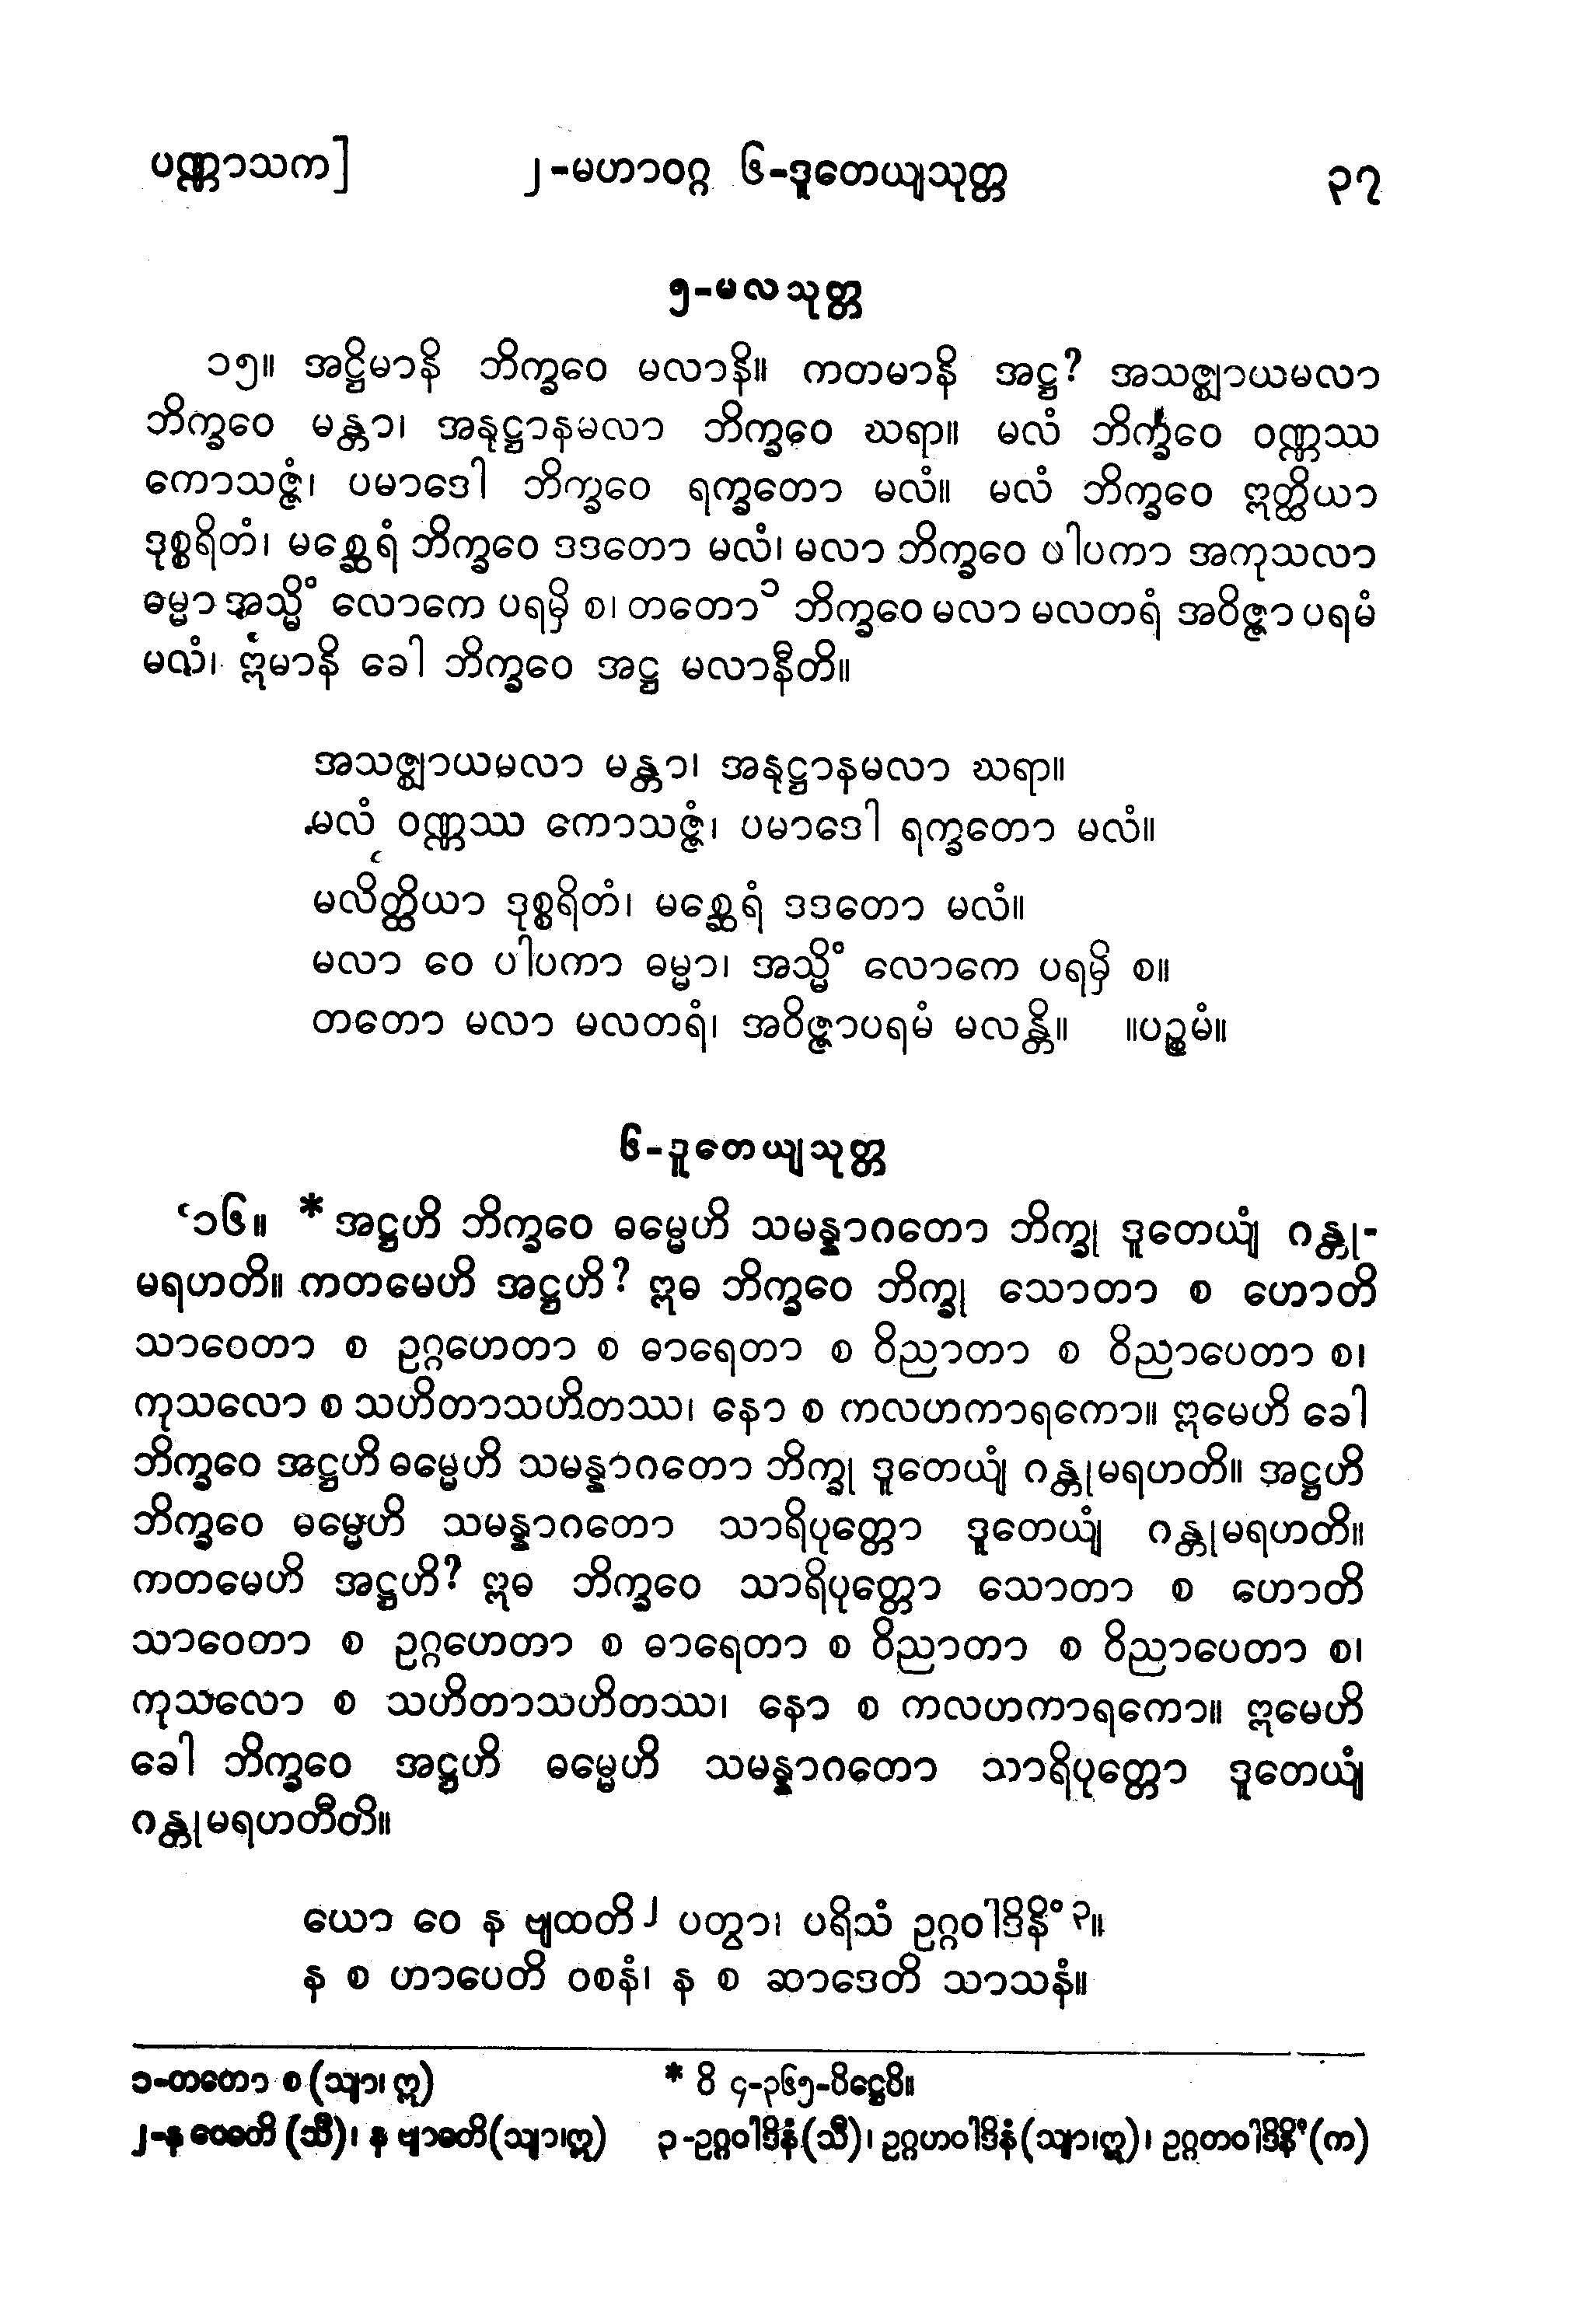 ပဏ္ဏာသက] ၂-မဟာဝဂ္ဂ ၆-ဒူတေယျသုတ္တ ၃၇
၅-မလသုတ္တ
၁၅။ အဋ္ဌိမာနိ ဘိက္ခဝေ မလာနိ။ ကတမာနိ အဋ္ဌ? အသဇ္ဈာယမလာ
ဘိက္ခဝေ မန္တာ၊ အနုဋ္ဌာနမလာ ဘိက္ခဝေ ဃရာ။ မလံ ဘိက္ခဝေ ဝဏ္ဏဿ
ကောသဇ္ဇံ၊ ပမာဒေါ ဘိက္ခဝေ ရက္ခတော မလံ။ မလံ ဘိက္ခဝေ ဣတ္ထိယာ
ဒုစ္စရိတံ၊ မစ္ဆေရံ ဘိက္ခဝေ ဒဒတော မလံ၊ မလာ ဘိက္ခဝေ ပါပကာ အကုသလာ
ဓမ္မာ အသ္မိံ လောကေ ပရမှိ စ၊ တတော၁ ဘိက္ခဝေ မလာ မလတရံ အဝိဇ္ဇာ ပရမံ
မလံ၊ ဣမာနိ ခေါ ဘိက္ခဝေ အဋ္ဌ မလာနီတိ။
အသဇ္ဈာယမလာ မန္တာ၊ အနုဋ္ဌာနမလာ ဃရာ။
မလံ ဝဏ္ဏဿ ကောသဇ္ဇံ၊ ပမာဒေါ ရက္ခတော မလံ။
မလိတ္ထိယာ ဒုစ္စရိတံ၊ မစ္ဆေရံ ဒဒတော မလံ။
မလာ ဝေ ပါပကာ ဓမ္မာ၊ အသ္မိံ လောကေ ပရမှိ စ။
တတော မလာ မလတရံ၊ အဝိဇ္ဇာပရမံ မလန္တိ။ ။ပဉ္စမံ။
၆-ဒူတေယျသုတ္တ
၁၆။ * အဋ္ဌဟိ ဘိက္ခဝေ ဓမ္မေဟိ သမန္နာဂတော ဘိက္ခု ဒူတေယျံ ဂန္တု-
မရဟတိ။ ကတမေဟိ အဋ္ဌဟိ? ဣဓ ဘိက္ခဝေ ဘိက္ခု သောတာ စ ဟောတိ
သာဝေတာ စ ဥဂ္ဂဟေတာ စ ဓာရေတာ စ ဝိညာတာ စ ဝိညာပေတာ စ၊
ကုသလော စ သဟိတာသဟိတဿ၊ နော စ ကလဟကာရကော။ ဣမေဟိ ခေါ
ဘိက္ခဝေ အဋ္ဌဟိ ဓမ္မေဟိ သမန္နာဂတော ဘိက္ခု ဒူတေယျံ ဂန္တုမရဟတိ။ အဋ္ဌဟိ
ဘိက္ခဝေ ဓမ္မေဟိ သမန္နာဂတော သာရိပုတ္တော ဒူတေယျံ ဂန္တုမရဟတိ။
ကတမေဟိ အဋ္ဌဟိ? ဣဓ ဘိက္ခဝေ သာရိပုတ္တော သောတာ စ ဟောတိ
သာဝေတာ စ ဥဂ္ဂဟေတာ စ ဓာရေတာ စ ဝိညာတာ စ ဝိညာပေတာ စ၊
ကုသလော စ သဟိတာသဟိတဿ၊ နော စ ကလဟကာရကော။ ဣမေဟိ
ခေါ ဘိက္ခဝေ အဋ္ဌဟိ ဓမ္မေဟိ သမန္နာဂတော သာရိပုတ္တော ဒူတေယျံ
ဂန္တုမရဟတီတိ။
ယော ဝေ န ဗျထတိ၂ ပတွာ၊ ပရိသံ ဥဂ္ဂဝါဒိနိံ၃။
န စ ဟာပေတိ ဝစနံ၊ န စ ဆာဒေတိ သာသနံ။
၁-တတော စ (သျာ၊ ဣ) * ဝိ ၄-၃၆၅-ပိဋ္ဌေပိ။
၂-န ဝေဓတိ (သီ)၊ န ဗျာဓတိ(သျာ၊ဣ) ၃-ဥဂ္ဂဝါဒိနံ(သီ)၊ ဥဂ္ဂဟဝါဒိနံ(သျာ၊ဣ)၊ ဥဂ္ဂတဝါဒိနိံ(က)